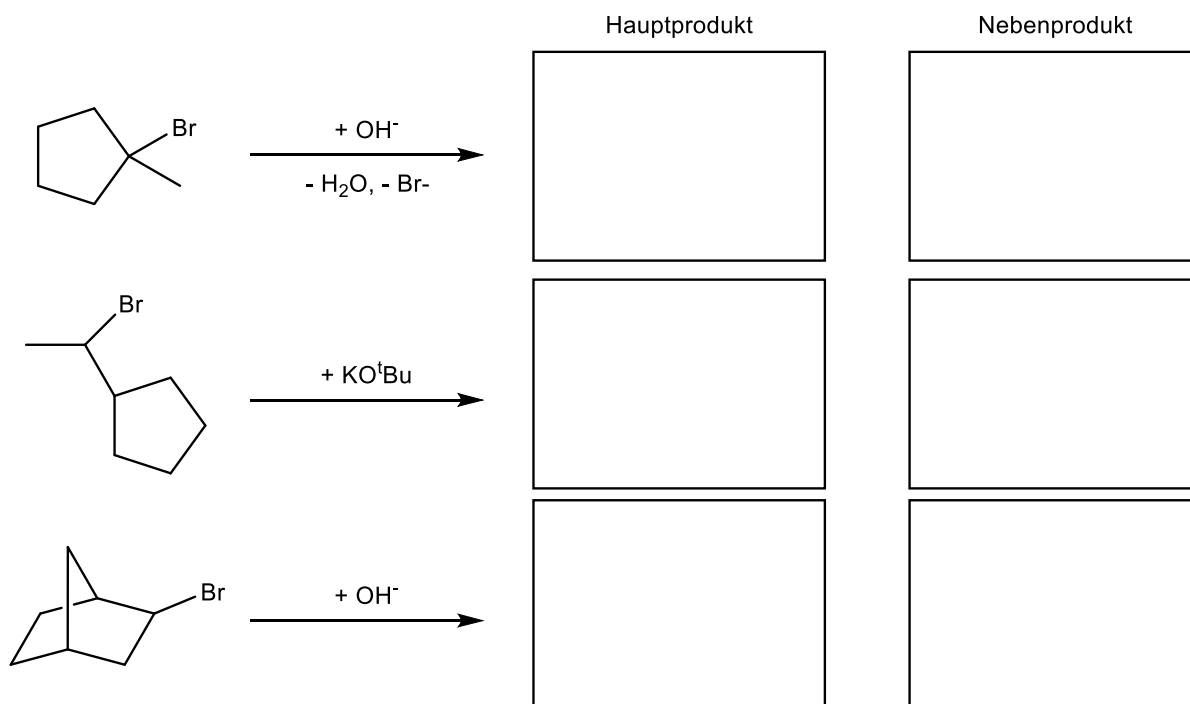 Hauptprodukt
Nebenprodukt
Br
+ OH⁻
- H₂O, - Br-
Br
+ KOᵗBu
Br
+ OH⁻